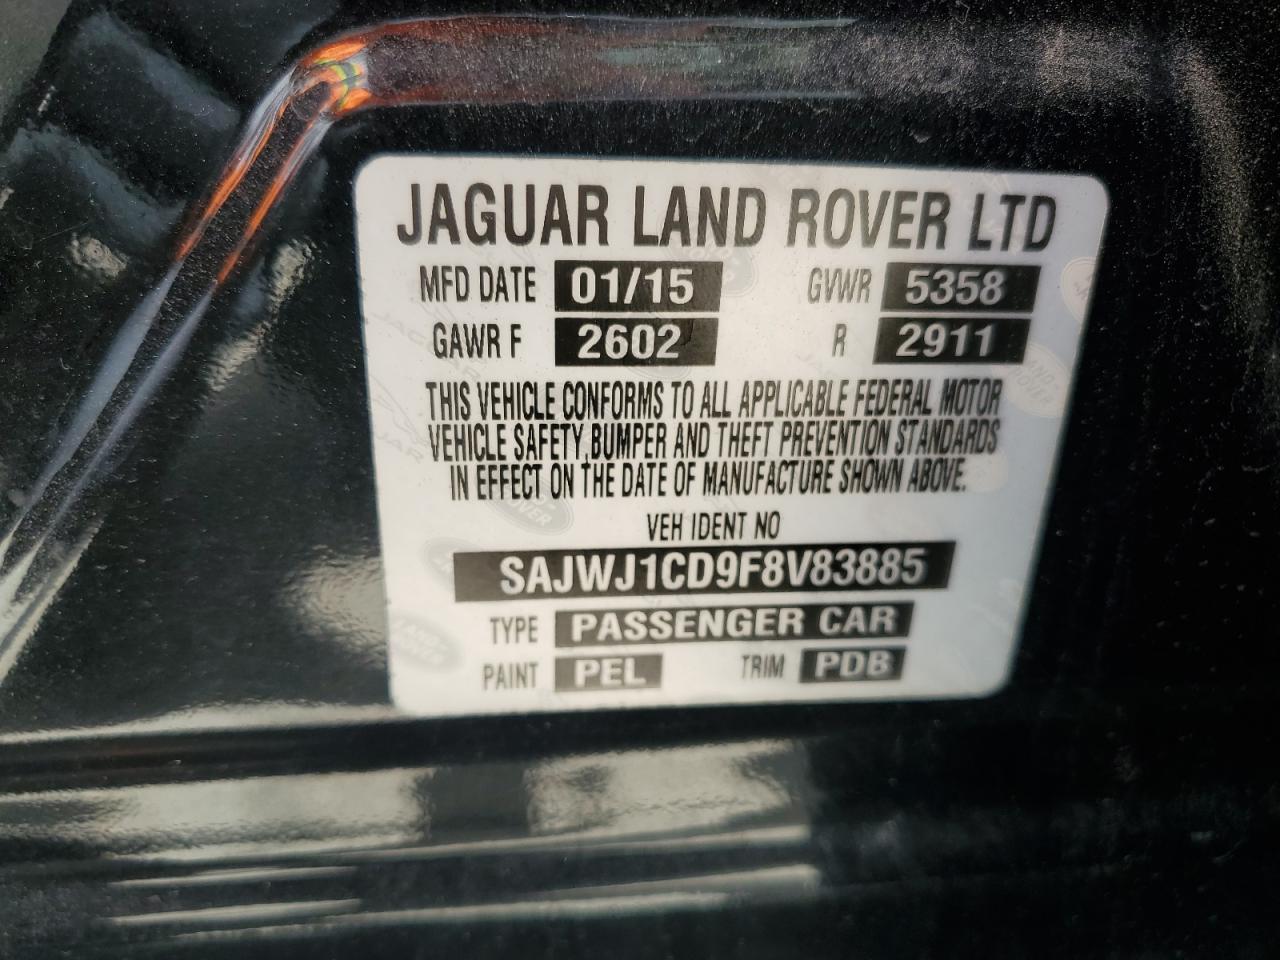 JAGUAR LAND ROVER LTD
MFD DATE 01/15 GVWR 5358
GAWR F 2602 R 2911
THIS VEHICLE CONFORMS TO ALL APPLICABLE FEDERAL MOTOR
VEHICLE SAFETY,BUMPER AND THEFT PREVENTION STANDARDS
IN EFFECT ON THE DATE OF MANUFACTURE SHOWN ABOVE.
VEH IDENT NO
SAJWJ1CD9F8V83885
TYPE PASSENGER CAR
PAINT PEL TRIM PDB